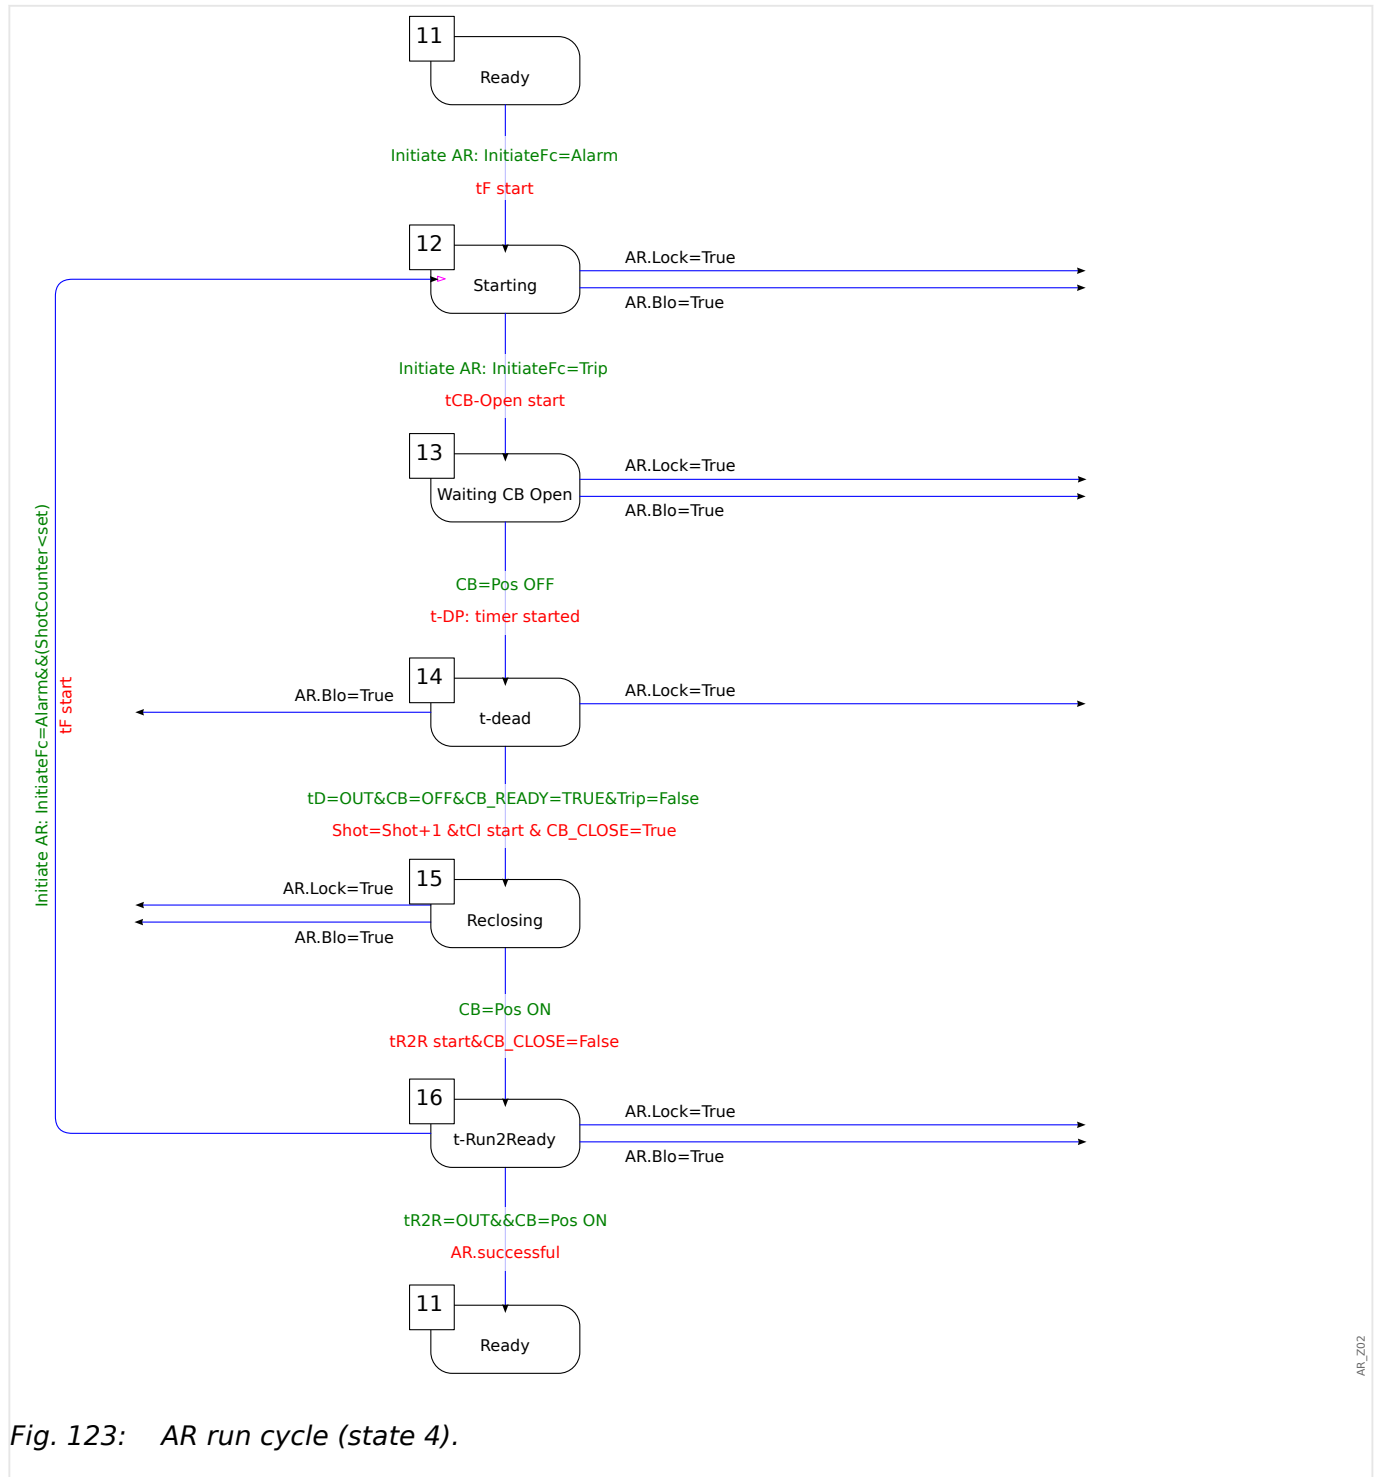 11
Ready
Initiate AR: InitiateFc=Alarm
tF start
12
Starting
AR.Lock=True
AR.Blo=True
Initiate AR: InitiateFc=Trip
tCB-Open start
13
Waiting CB Open
AR.Lock=True
AR.Blo=True
Initiate AR: InitiateFc=Alarm&&(ShotCounter<set)
tF start
CB=Pos OFF
t-DP: timer started
14
t-dead
AR.Blo=True
AR.Lock=True
tD=OUT&CB=OFF&CB_READY=TRUE&Trip=False
Shot=Shot+1 &tCl start & CB_CLOSE=True
15
Reclosing
AR.Lock=True
AR.Blo=True
CB=Pos ON
tR2R start&CB_CLOSE=False
16
t-Run2Ready
AR.Lock=True
AR.Blo=True
tR2R=OUT&&CB=Pos ON
AR.successful
11
Ready
AR_Z02
Fig. 123: AR run cycle (state 4).